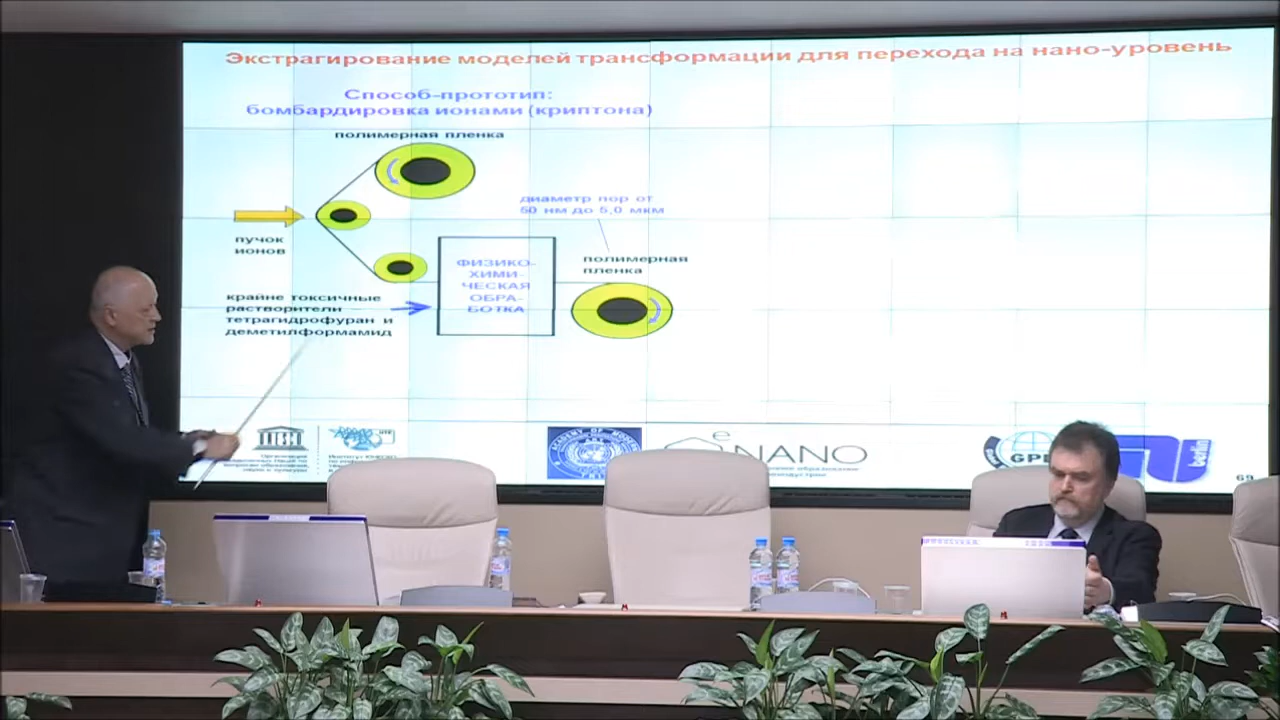 Экстрагирование моделей трансформации для перехода на нано-уровень
Способ-прототип:
бомбардировка ионами (криптона)
полимерная пленка
диаметр пор от
50 нм до 5,0 мкм
пучок
ионов
полимерная
пленка
ФИЗИКО-
ХИМИ-
ЧЕСКАЯ
ОБРА-
БОТКА
крайне токсичные
растворители
тетрагидрофуран и
деметилформамид
eNANO
berlin
69